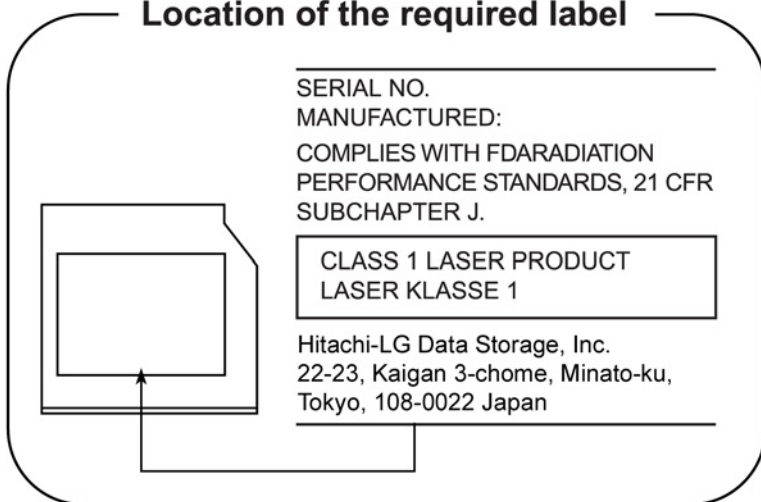 Location of the required label
SERIAL NO.
MANUFACTURED:
COMPLIES WITH FDARADIATION
PERFORMANCE STANDARDS, 21 CFR
SUBCHAPTER J.
CLASS 1 LASER PRODUCT
LASER KLASSE 1
Hitachi-LG Data Storage, Inc.
22-23, Kaigan 3-chome, Minato-ku,
Tokyo, 108-0022 Japan